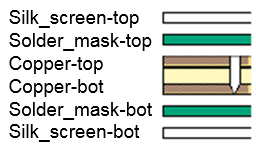 Silk_screen-top
Solder_mask-top
Copper-top
Copper-bot
Solder_mask-bot
Silk_screen-bot